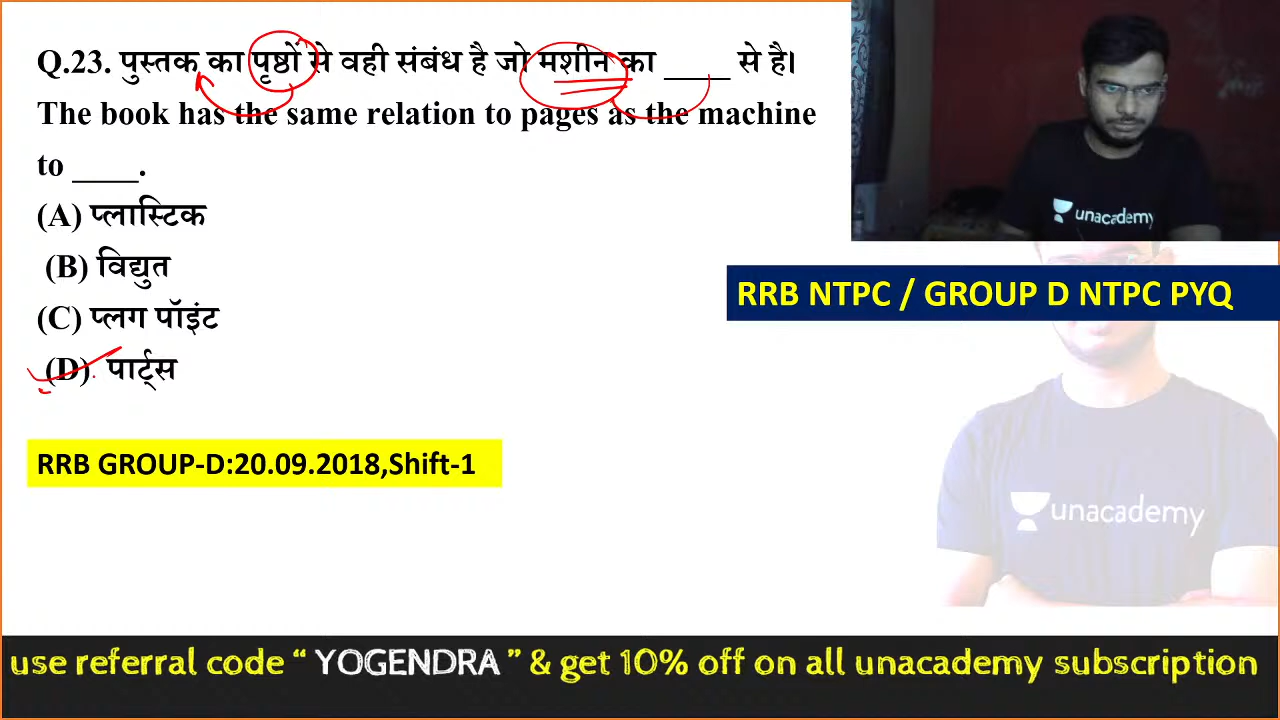 Q.23. पुस्तक का पृष्ठों से वही संबंध है जो मशीन का ____ से है।
The book has the same relation to pages as the machine
to ____.
(A) प्लास्टिक
(B) विद्युत
(C) प्लग पॉइंट
(D) पार्ट्स
unacademy
RRB NTPC / GROUP D NTPC PYQ
RRB GROUP-D:20.09.2018,Shift-1
unacademy
use referral code “ YOGENDRA ” & get 10% off on all unacademy subscription